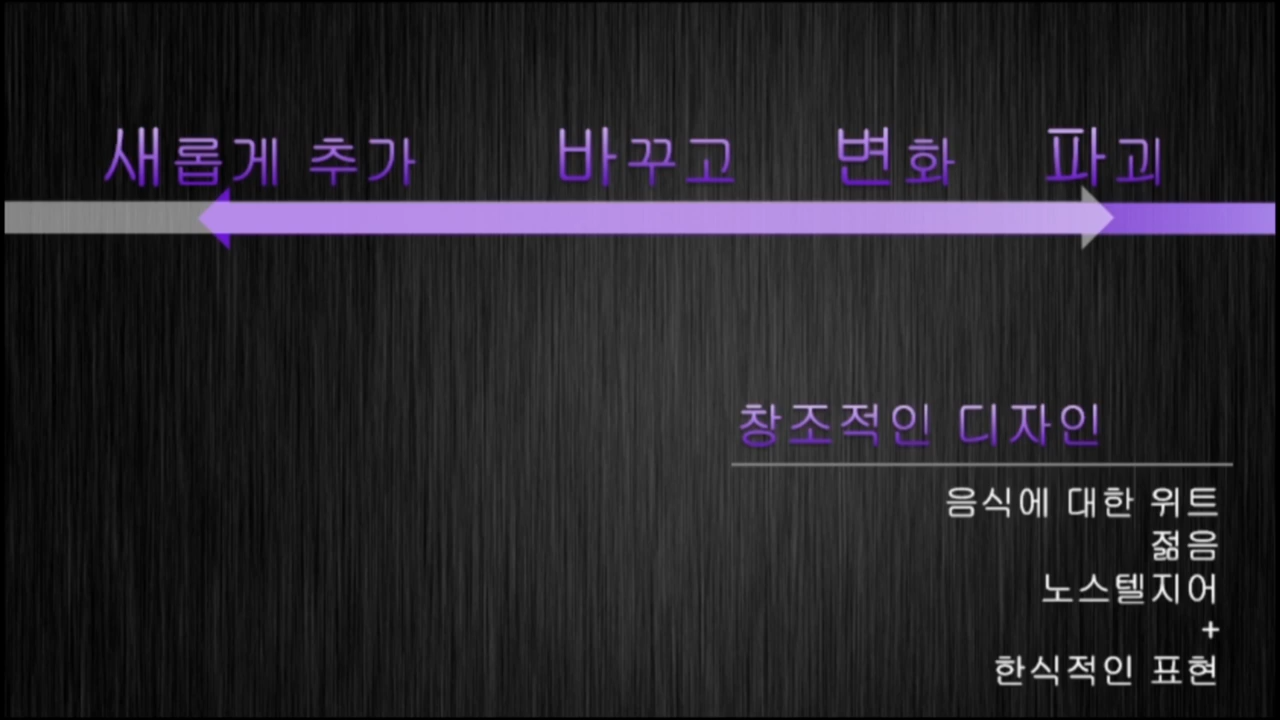 새롭게 추가 바꾸고 변화 파괴
창조적인 디자인
음식에 대한 위트
젊음
노스텔지어
+
한식적인 표현